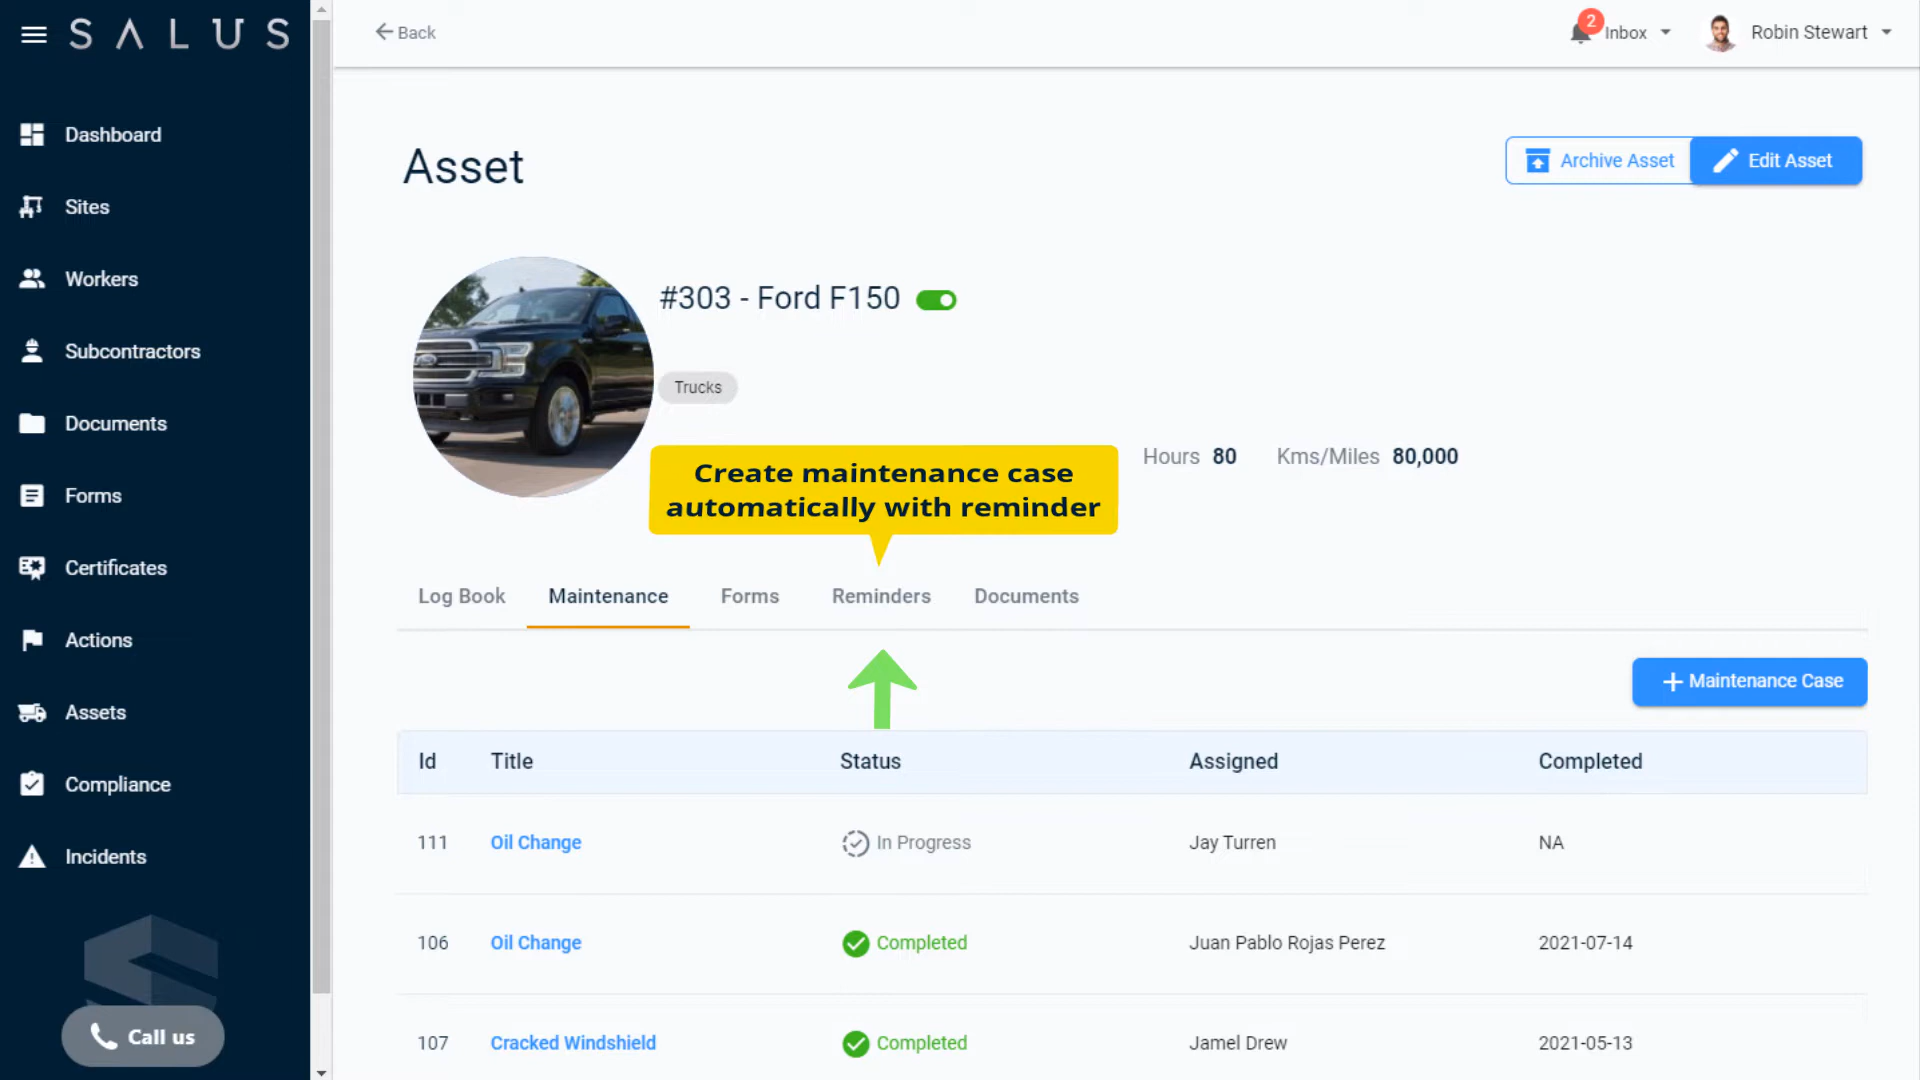 SALUS
Dashboard
Sites
Workers
Subcontractors
Documents
Forms
Certificates
Actions
Assets
Compliance
Incidents
Call us
Back
2
Inbox
Robin Stewart
Asset
Archive Asset
Edit Asset
#303 - Ford F150
Trucks
Create maintenance case
automatically with reminder
Hours 80 Kms/Miles 80,000
Log Book Maintenance Forms Reminders Documents
+ Maintenance Case
Id Title Status Assigned Completed
111 Oil Change In Progress Jay Turren NA
106 Oil Change Completed Juan Pablo Rojas Perez 2021-07-14
107 Cracked Windshield Completed Jamel Drew 2021-05-13